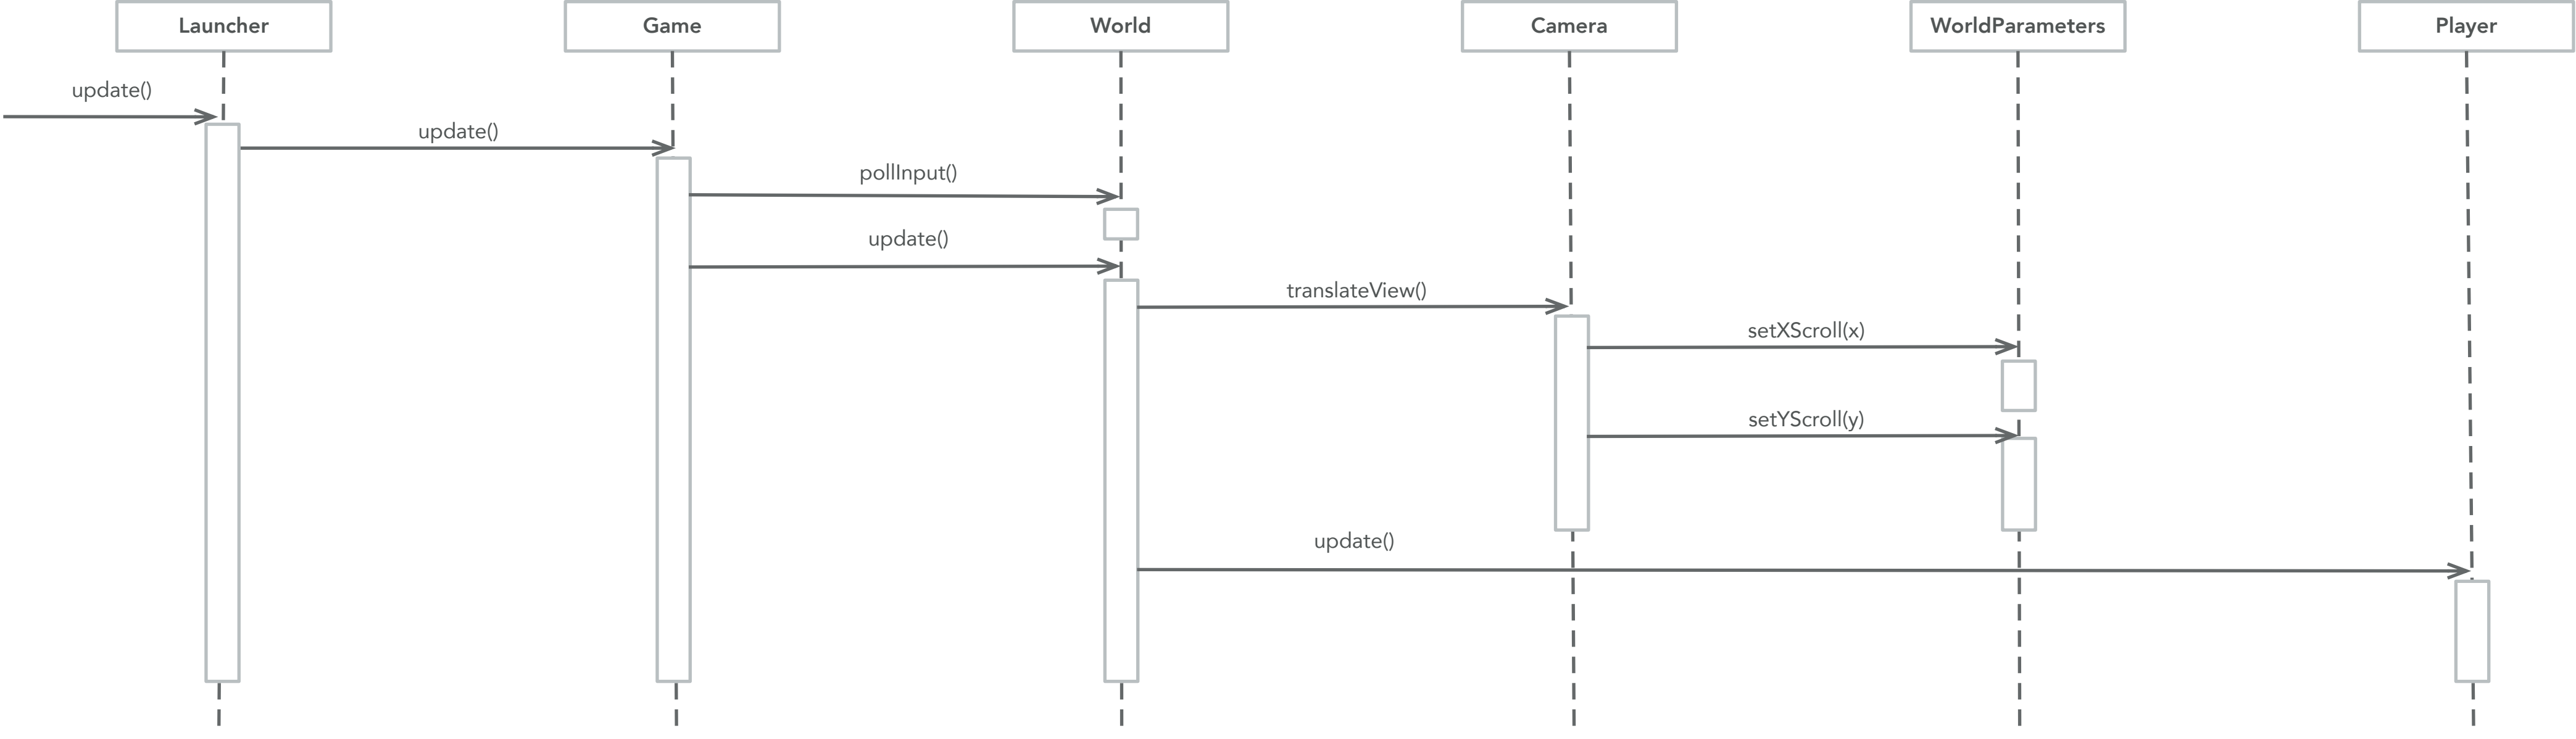 Launcher
Game
World
Camera
WorldParameters
Player
update()
update()
pollInput()
update()
translateView()
setXScroll(x)
setYScroll(y)
update()